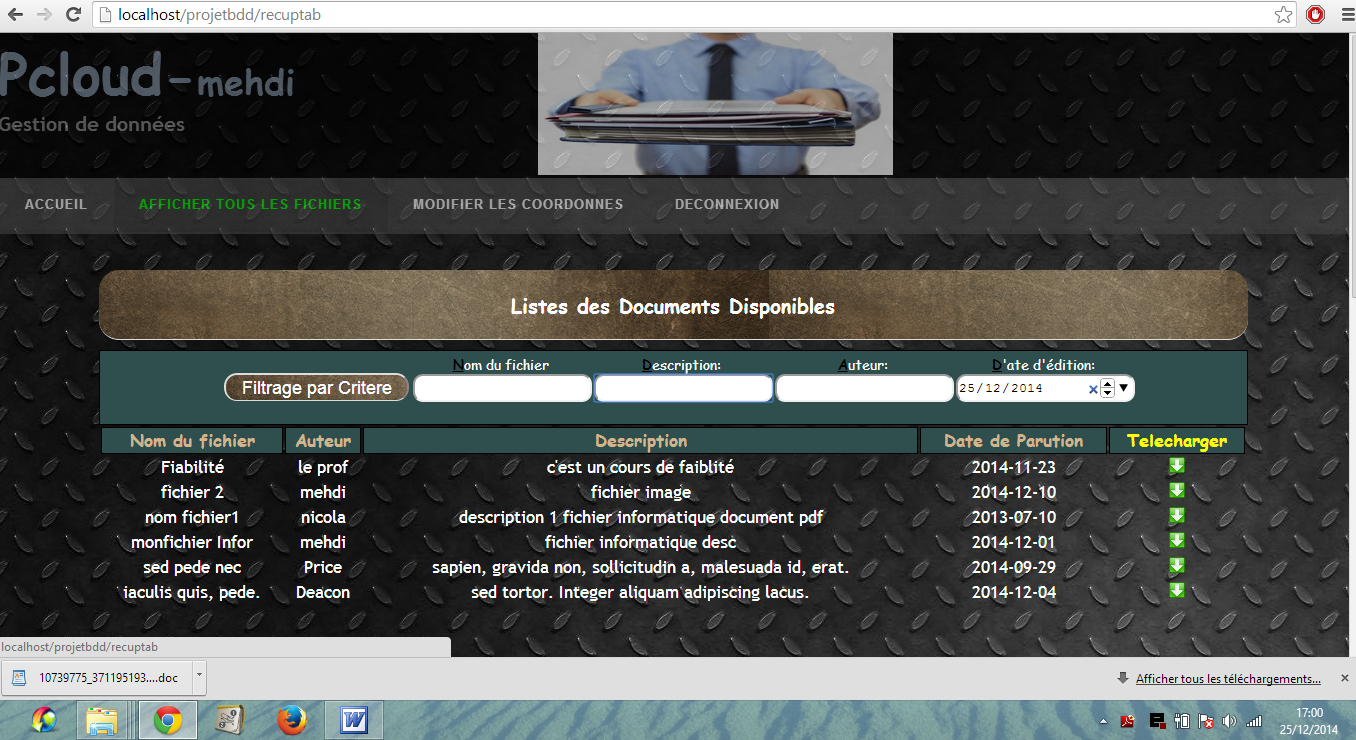 localhost/projetbdd/recuptab
Pcloud-mehdi
Gestion de données
ACCUEIL AFFICHER TOUS LES FICHIERS MODIFIER LES COORDONNES DECONNEXION
Listes des Documents Disponibles
Nom du fichier Description: Auteur: D'ate d'édition:
Filtrage par Critere 25/12/2014
Nom du fichier Auteur Description Date de Parution Telecharger
Fiabilité le prof c'est un cours de faiblité 2014-11-23
fichier 2 mehdi fichier image 2014-12-10
nom fichier1 nicola description 1 fichier informatique document pdf 2013-07-10
monfichier Infor mehdi fichier informatique desc 2014-12-01
sed pede nec Price sapien, gravida non, sollicitudin a, malesuada id, erat. 2014-09-29
iaculis quis, pede. Deacon sed tortor. Integer aliquam adipiscing lacus. 2014-12-04
localhost/projetbdd/recuptab
10739775_371195193....doc Afficher tous les téléchargements...
17:00
25/12/2014